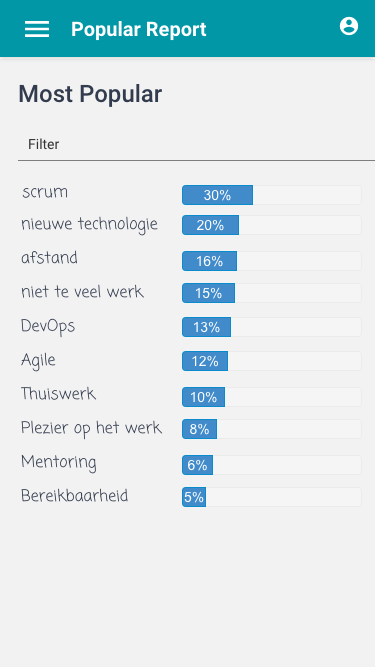 Popular Report
Most Popular
Filter
scrum 30%
nieuwe technologie 20%
afstand 16%
niet te veel werk 15%
DevOps 13%
Agile 12%
Thuiswerk 10%
Plezier op het werk 8%
Mentoring 6%
Bereikbaarheid 5%